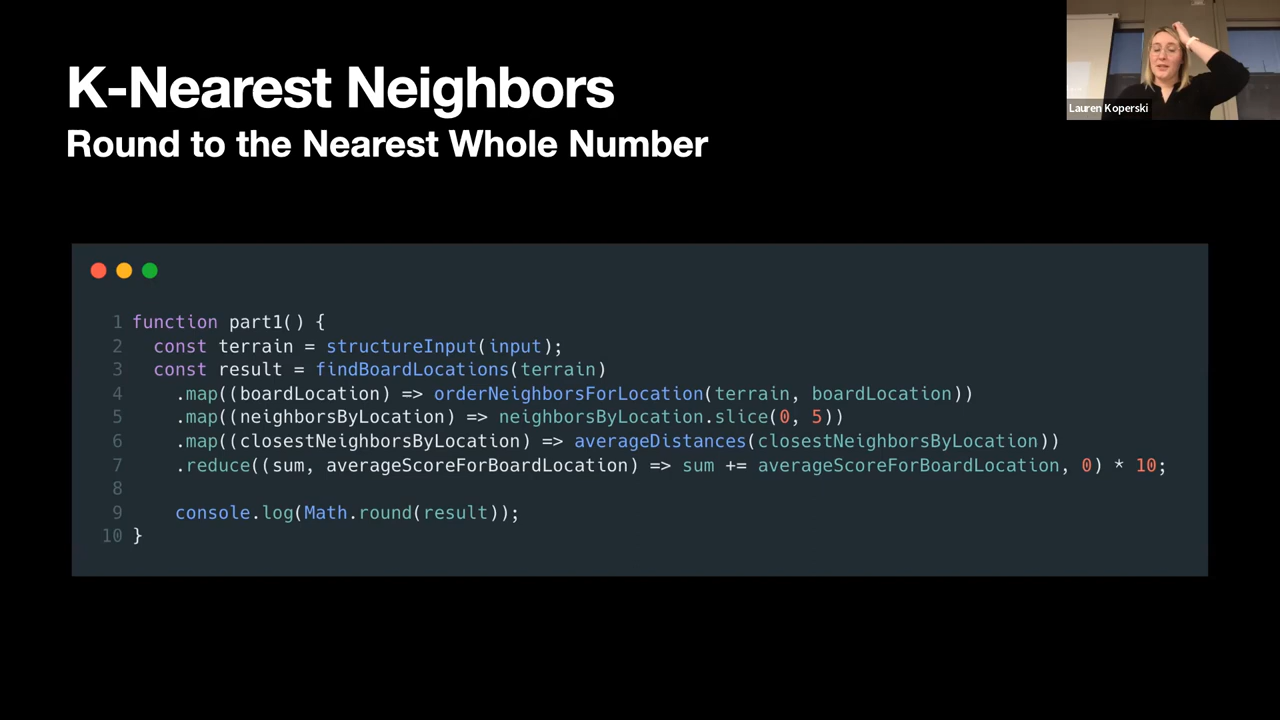 K-Nearest Neighbors
Round to the Nearest Whole Number
Lauren Koperski
1 function part1() {
2   const terrain = structureInput(input);
3   const result = findBoardLocations(terrain)
4     .map((boardLocation) => orderNeighborsForLocation(terrain, boardLocation))
5     .map((neighborsByLocation) => neighborsByLocation.slice(0, 5))
6     .map((closestNeighborsByLocation) => averageDistances(closestNeighborsByLocation))
7     .reduce((sum, averageScoreForBoardLocation) => sum += averageScoreForBoardLocation, 0) * 10;
8
9     console.log(Math.round(result));
10 }